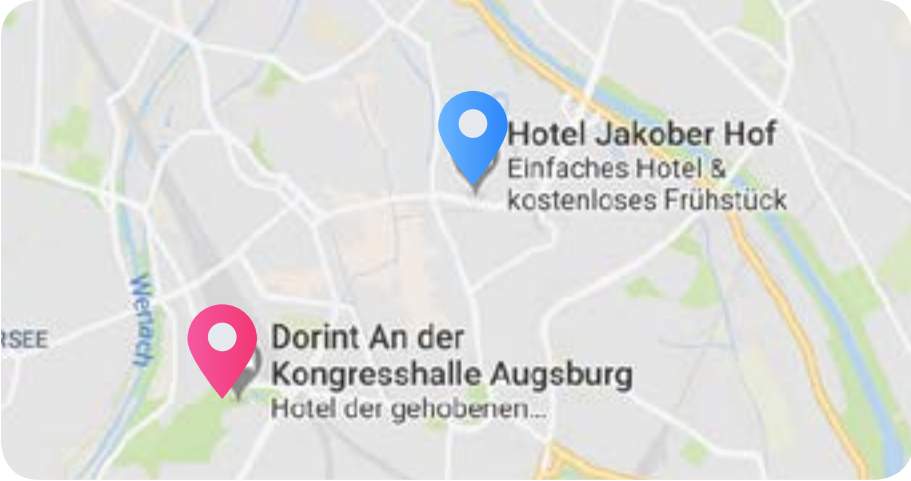 Hotel Jakober Hof
Einfaches Hotel &
kostenloses Frühstück
Wertach
RSEE
Dorint An der
Kongresshalle Augsburg
Hotel der gehobenen...